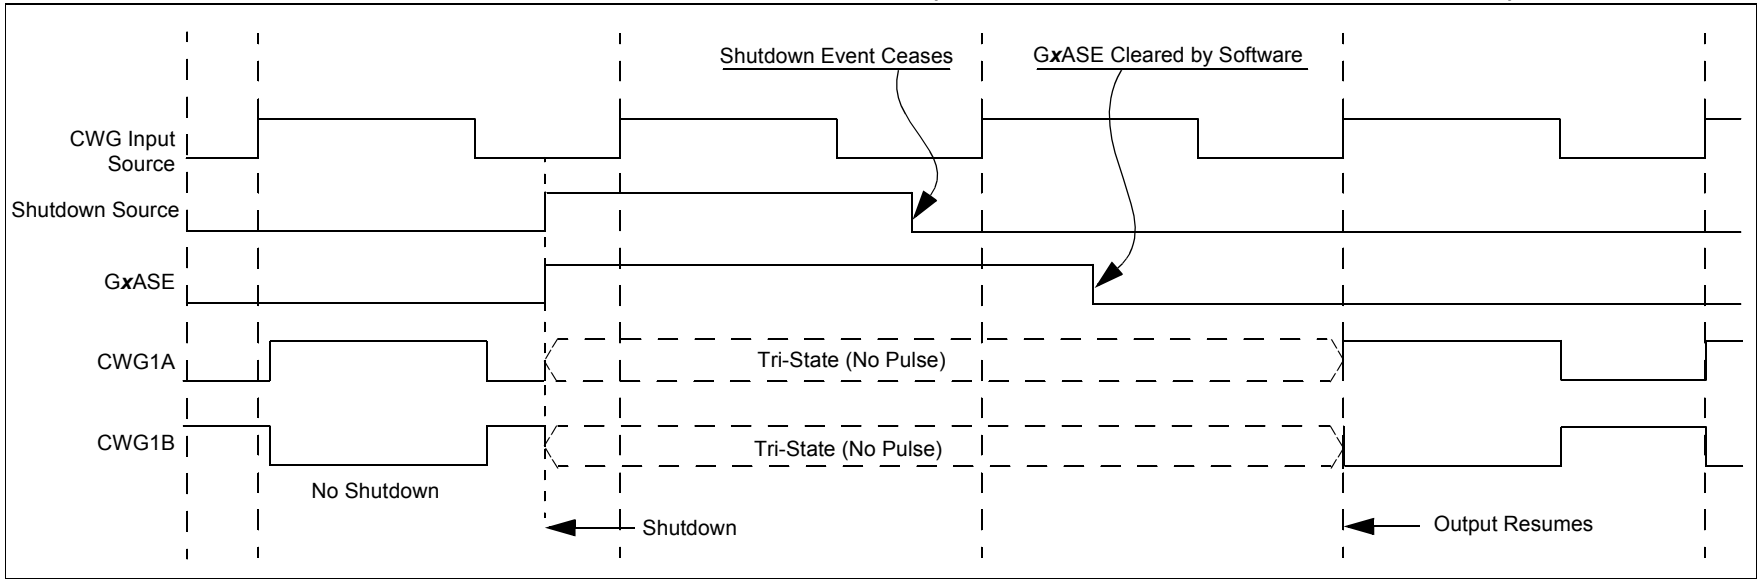 Shutdown Event Ceases
GxASE Cleared by Software
CWG Input
Source
Shutdown Source
GxASE
CWG1A
Tri-State (No Pulse)
CWG1B
Tri-State (No Pulse)
No Shutdown
Shutdown
Output Resumes